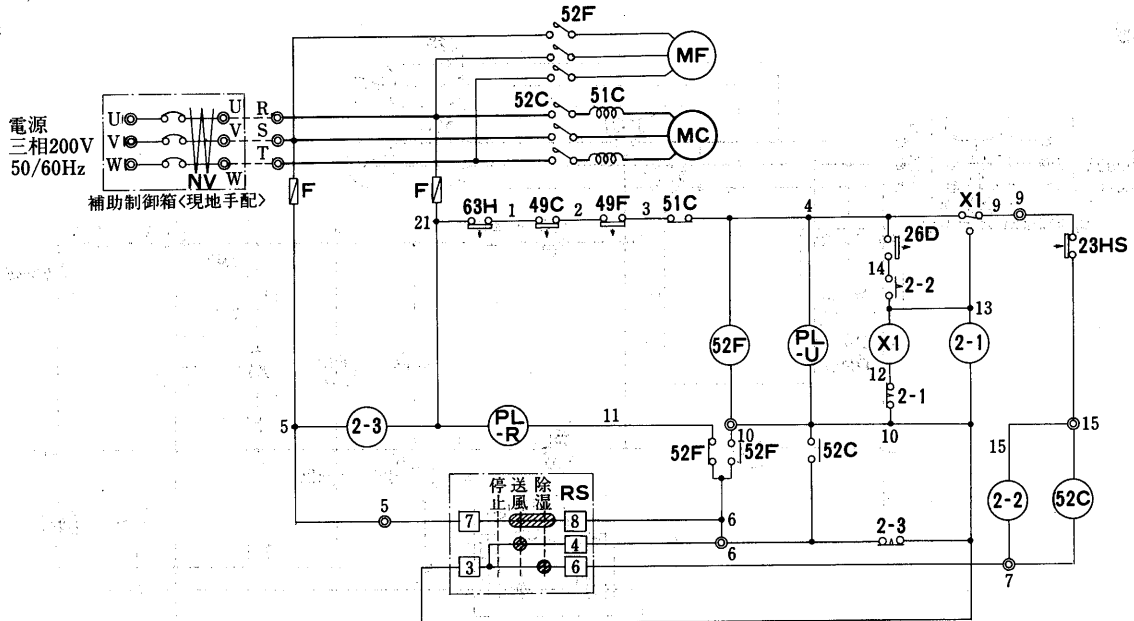 52F
MF
52C 51C
MC
電源
三相200V
50/60Hz
U U R
V V S
W W T
NV
補助制御箱<現地手配>
F F
21 63H 1 49C 2 49F 3 51C 4 X1 9 9
26D
14
2-2
23HS
13
52F PL-U X1 2-1
12
2-1
5 2-3 PL-R 11 10 10 15
52F 52F 52C
15
停止 送風 除湿 RS
2-2 52C
5 7 8 6
4 6 2-3
3 6 7